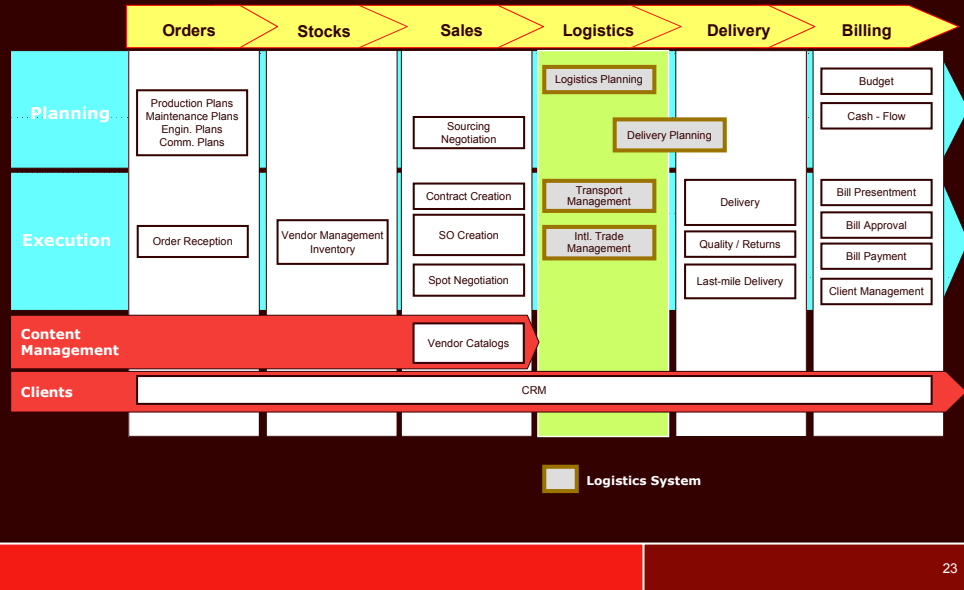 Orders
Stocks
Sales
Logistics
Delivery
Billing
Planning
Production Plans
Maintenance Plans
Engin. Plans
Comm. Plans
Sourcing
Negotiation
Logistics Planning
Delivery Planning
Budget
Cash - Flow
Execution
Order Reception
Vendor Management
Inventory
Contract Creation
SO Creation
Spot Negotiation
Transport
Management
Intl. Trade
Management
Delivery
Quality / Returns
Last-mile Delivery
Bill Presentment
Bill Approval
Bill Payment
Client Management
Content
Management
Vendor Catalogs
Clients
CRM
Logistics System
23